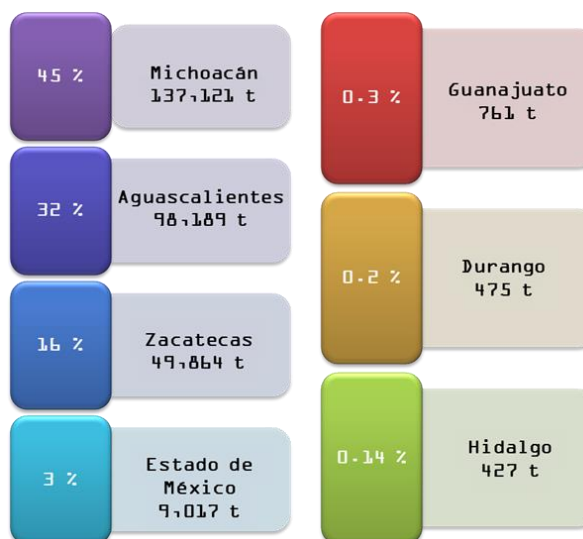 45 %
Michoacán
137,121 t
32 %
Aguascalientes
98,189 t
16 %
Zacatecas
49,864 t
3 %
Estado de
México
9,017 t
0.3 %
Guanajuato
761 t
0.2 %
Durango
475 t
0.14 %
Hidalgo
427 t